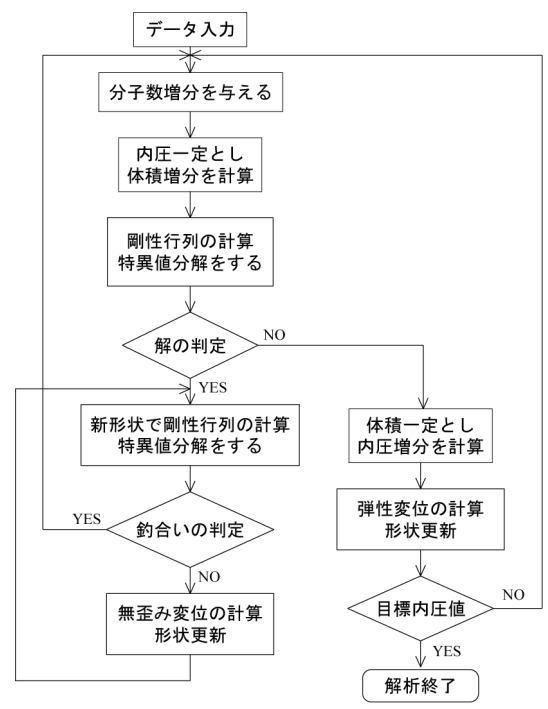 データ入力
分子数増分を与える
内圧一定とし
体積増分を計算
剛性行列の計算
特異値分解をする
解の判定
NO
YES
新形状で剛性行列の計算
特異値分解をする
釣合いの判定
YES
NO
無歪み変位の計算
形状更新
体積一定とし
内圧増分を計算
弾性変位の計算
形状更新
目標内圧値
NO
YES
解析終了